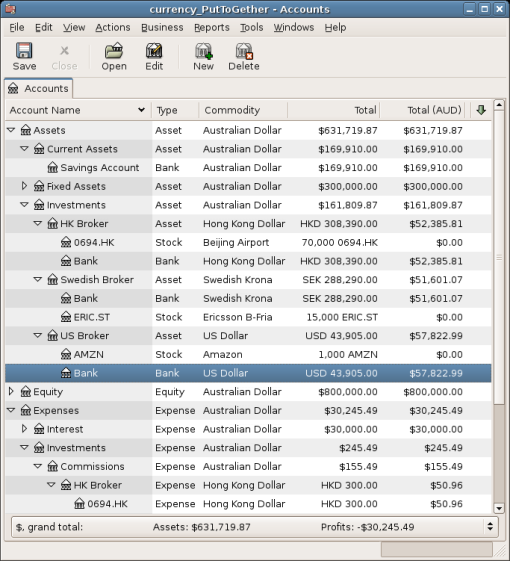 currency_PutToGether - Accounts
File Edit View Actions Business Reports Tools Windows Help
Save Close Open Edit New Delete
Accounts
Account Name Type Commodity Total Total (AUD)
Assets Asset Australian Dollar $631,719.87 $631,719.87
Current Assets Asset Australian Dollar $169,910.00 $169,910.00
Savings Account Bank Australian Dollar $169,910.00 $169,910.00
Fixed Assets Asset Australian Dollar $300,000.00 $300,000.00
Investments Asset Australian Dollar $161,809.87 $161,809.87
HK Broker Asset Hong Kong Dollar HKD 308,390.00 $52,385.81
0694.HK Stock Beijing Airport 70,000 0694.HK $0.00
Bank Bank Hong Kong Dollar HKD 308,390.00 $52,385.81
Swedish Broker Asset Swedish Krona SEK 288,290.00 $51,601.07
Bank Bank Swedish Krona SEK 288,290.00 $51,601.07
ERIC.ST Stock Ericsson B-Fria 15,000 ERIC.ST $0.00
US Broker Asset US Dollar USD 43,905.00 $57,822.99
AMZN Stock Amazon 1,000 AMZN $0.00
Bank Bank US Dollar USD 43,905.00 $57,822.99
Equity Equity Australian Dollar $800,000.00 $800,000.00
Expenses Expense Australian Dollar $30,245.49 $30,245.49
Interest Expense Australian Dollar $30,000.00 $30,000.00
Investments Expense Australian Dollar $245.49 $245.49
Commissions Expense Australian Dollar $155.49 $155.49
HK Broker Expense Hong Kong Dollar HKD 300.00 $50.96
0694.HK Expense Hong Kong Dollar HKD 300.00 $50.96
$, grand total: Assets: $631,719.87 Profits: -$30,245.49